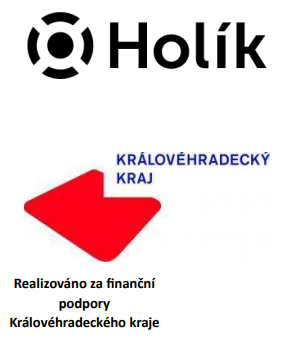 Holík
KRÁLOVÉHRADECKÝ
KRAJ
Realizováno za finanční
podpory
Královéhradeckého kraje